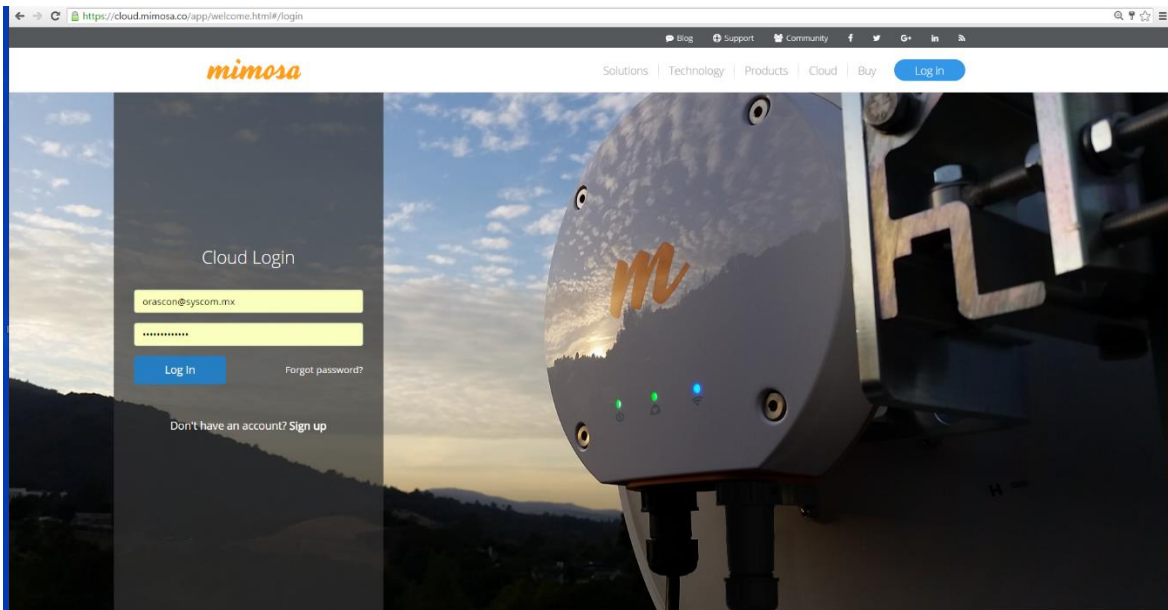 https://cloud.mimosa.co/app/welcome.html#/login
Blog Support Community f G+ in
mimosa
Solutions Technology Products Cloud Buy Log in
Cloud Login
m
orascon@syscom.mx
•••••••••••••
Log In Forgot password?
Don't have an account? Sign up